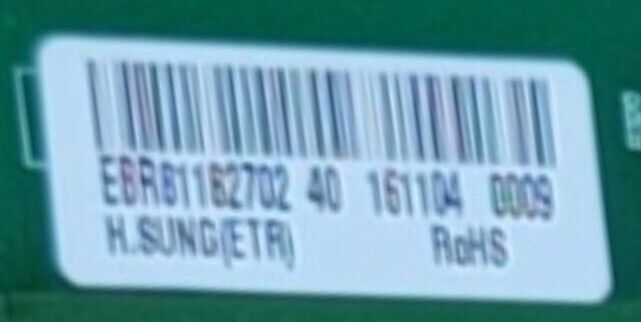 EBR81182702 40 161104 0009
H.SUNG(ETR) RoHS